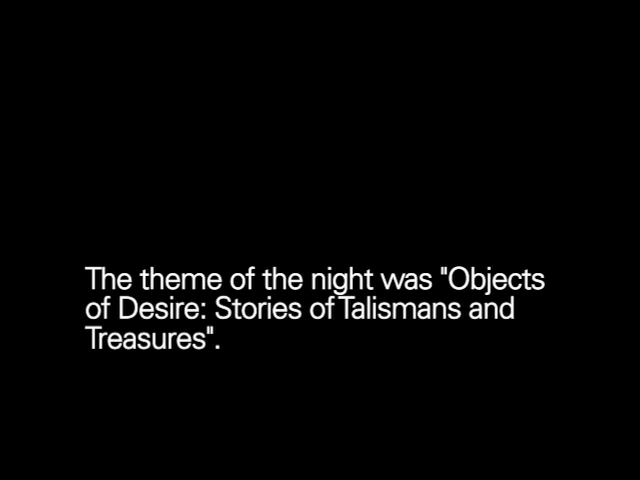 The theme of the night was "Objects
of Desire: Stories of Talismans and
Treasures".